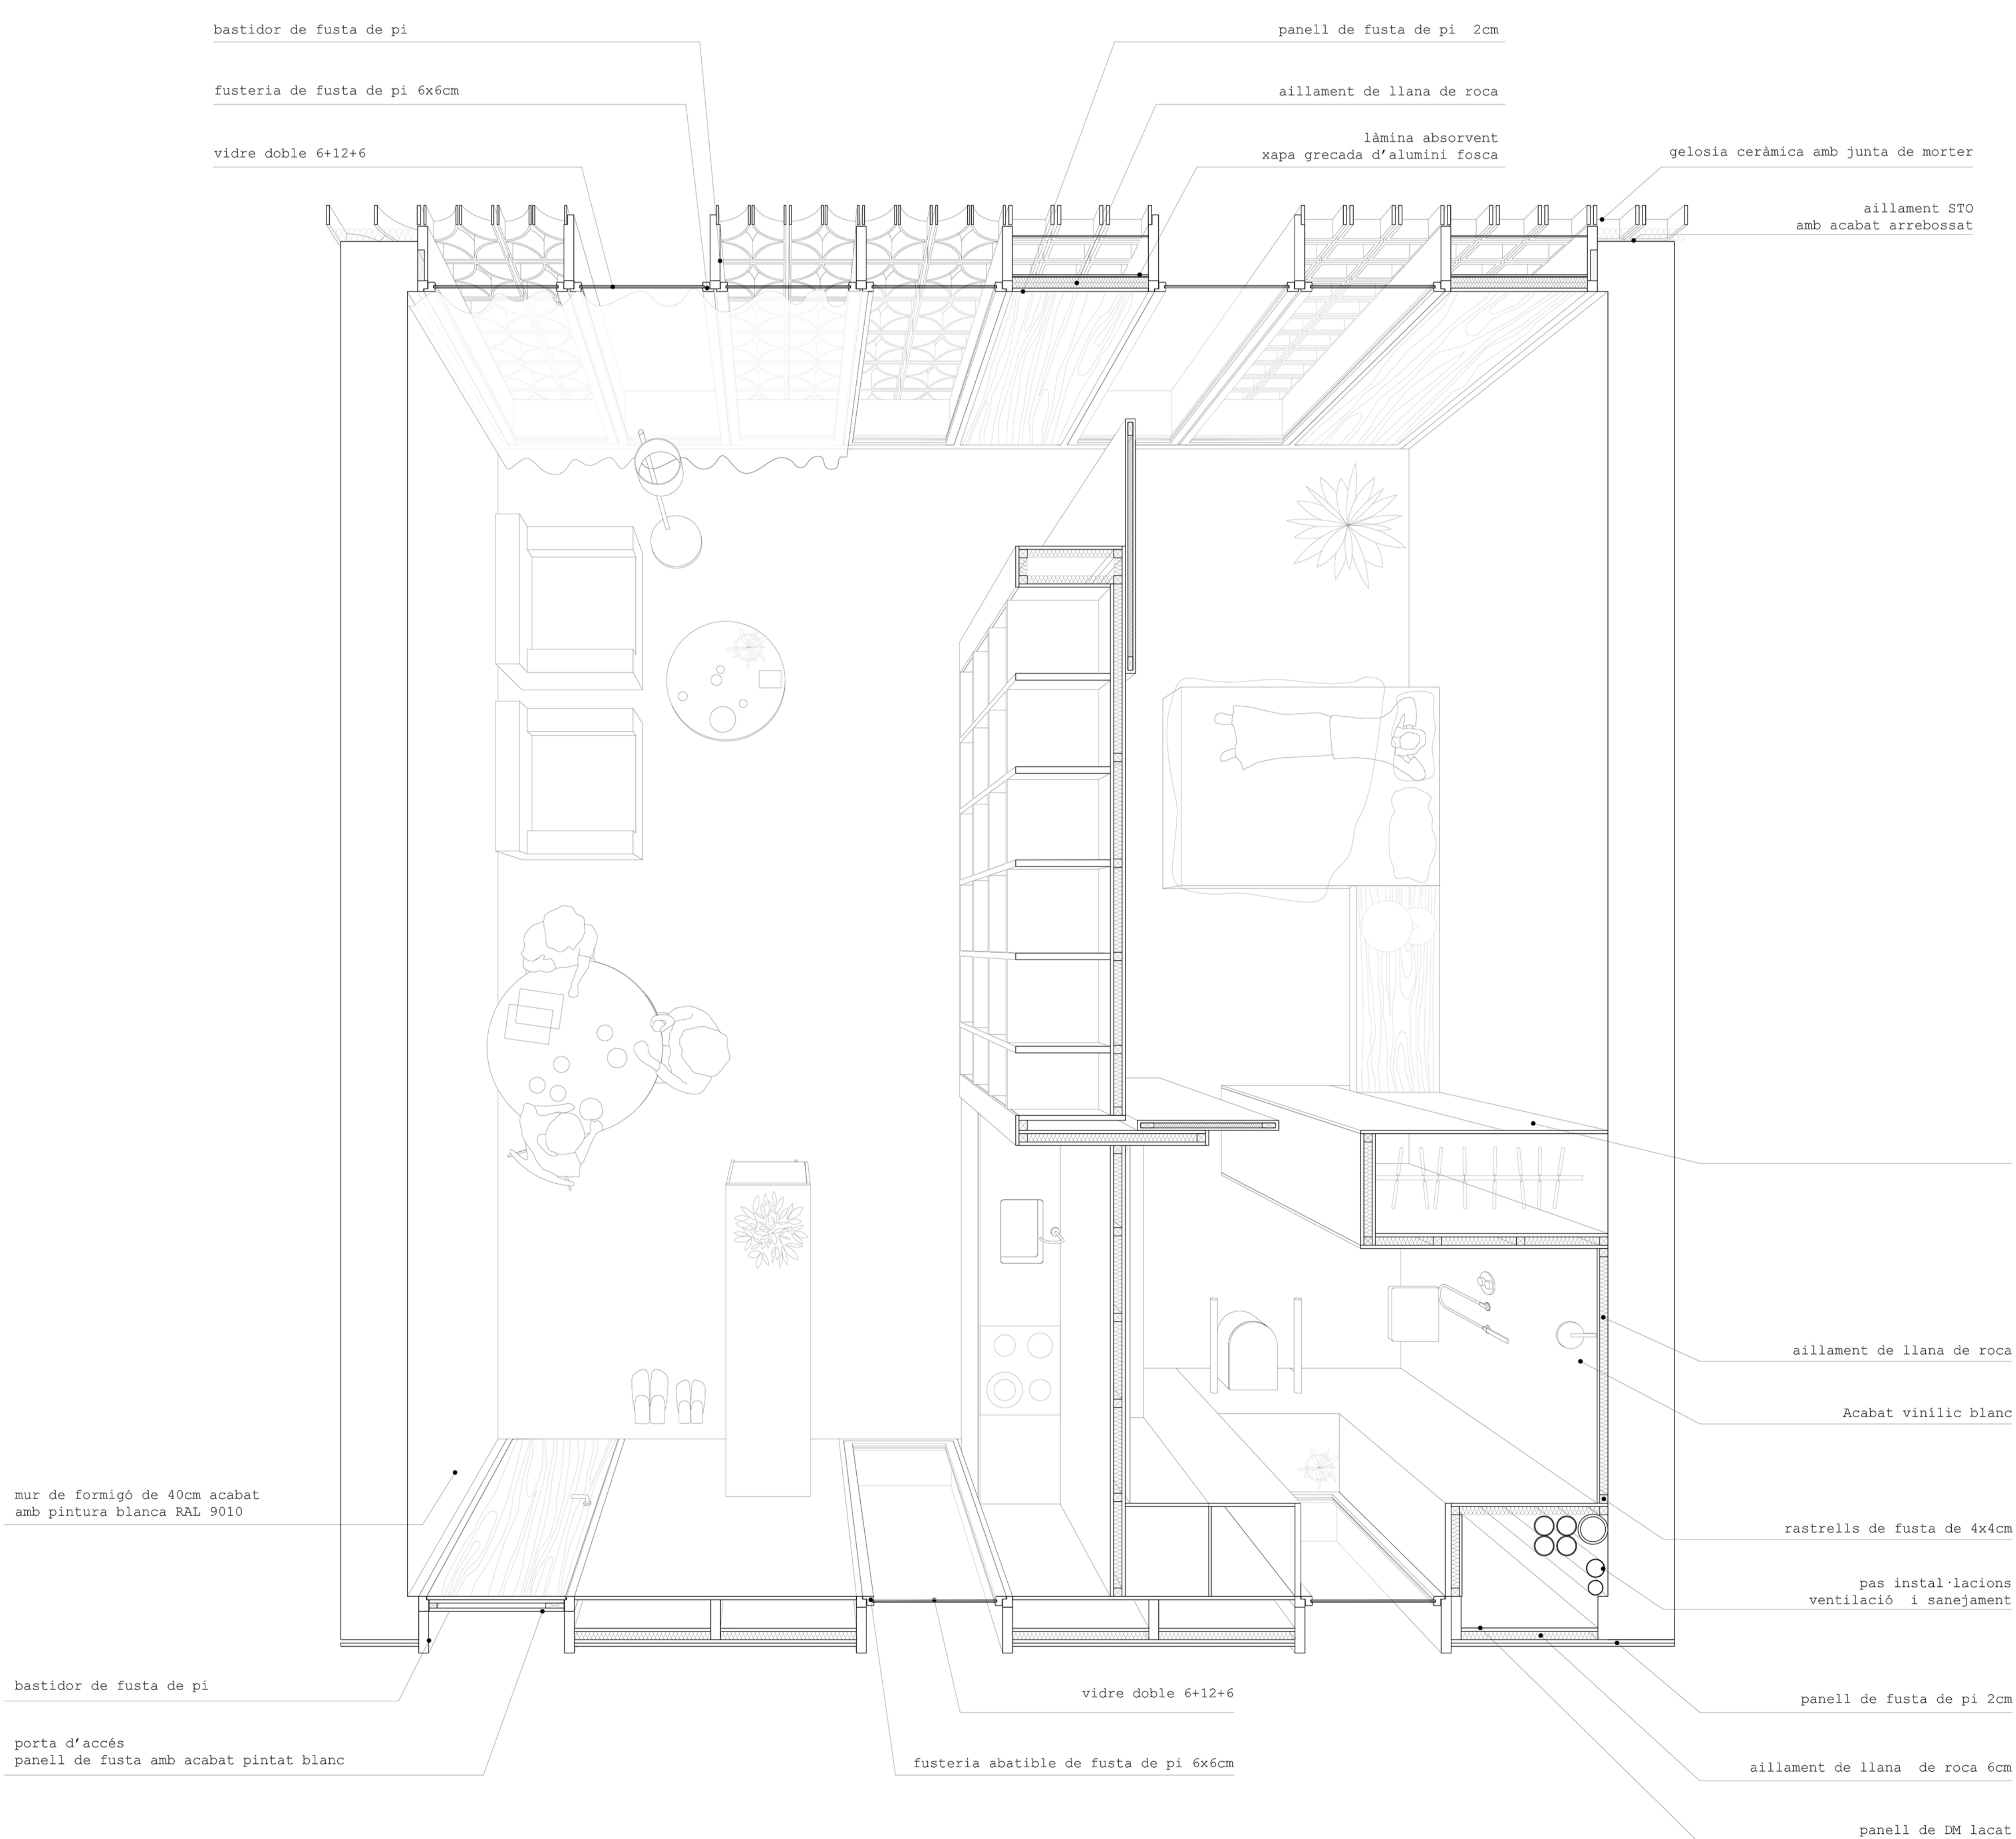 bastidor de fusta de pi
fusteria de fusta de pi 6x6cm
vidre doble 6+12+6
panell de fusta de pi  2cm
aillament de llana de roca
làmina absorvent
xapa grecada d’alumini fosca
gelosia ceràmica amb junta de morter
aillament STO
amb acabat arrebossat
aillament de llana de roca
Acabat vinílic blanc
mur de formigó de 40cm acabat
amb pintura blanca RAL 9010
rastrells de fusta de 4x4cm
pas instal·lacions
ventilació  i sanejament
bastidor de fusta de pi
vidre doble 6+12+6
panell de fusta de pi 2cm
porta d’accés
panell de fusta amb acabat pintat blanc
fusteria abatible de fusta de pi 6x6cm
aillament de llana  de roca 6cm
panell de DM lacat